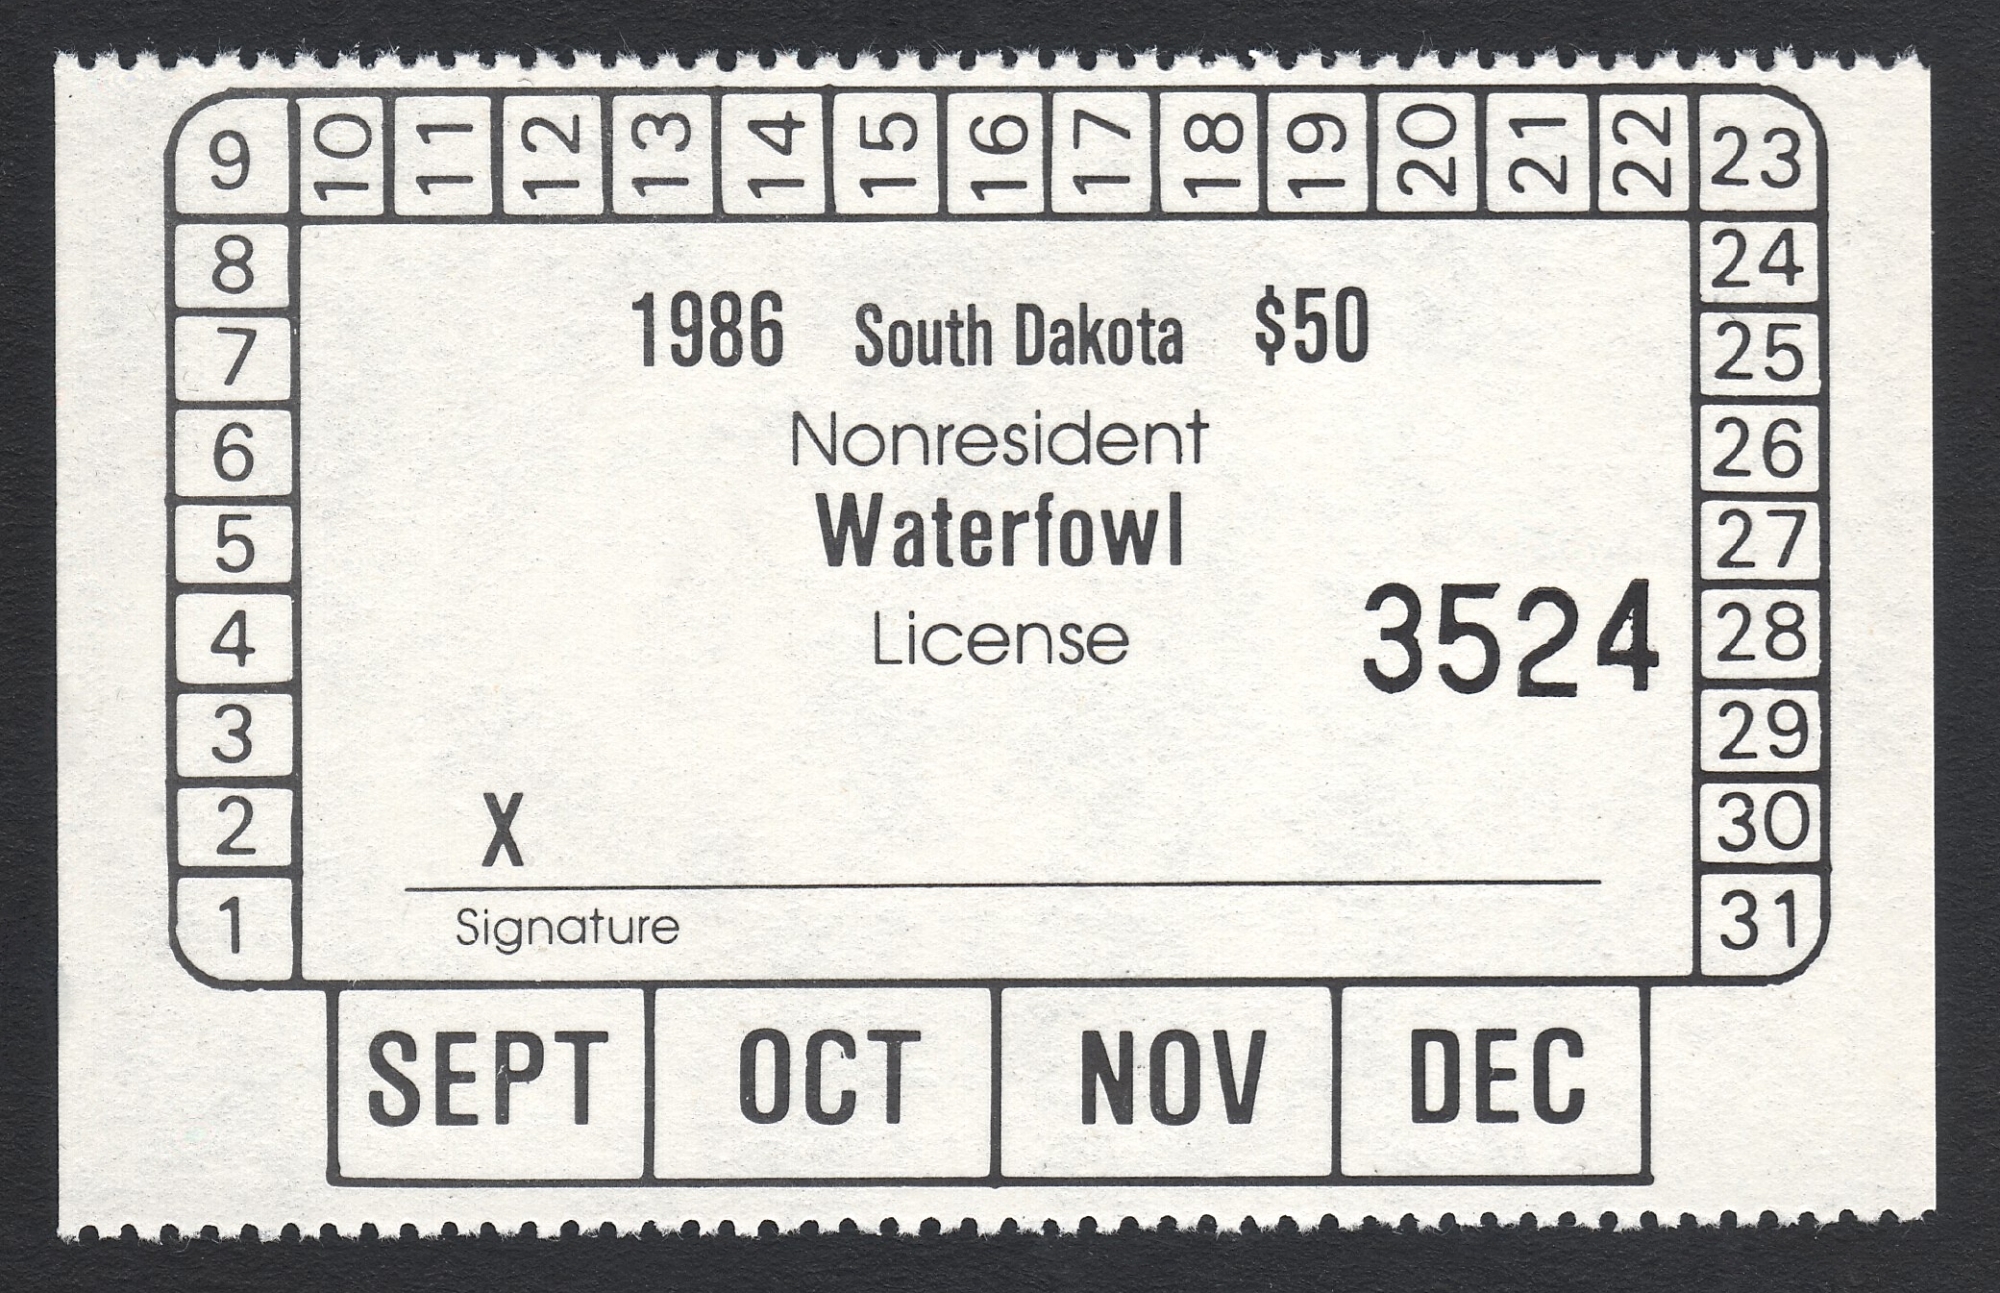 9 10 11 12 13 14 15 16 17 18 19 20 21 22 23
8
7
6
5
4
3
2
1
1986 South Dakota $50
Nonresident
Waterfowl
License
3524
X
Signature
24
25
26
27
28
29
30
31
SEPT OCT NOV DEC